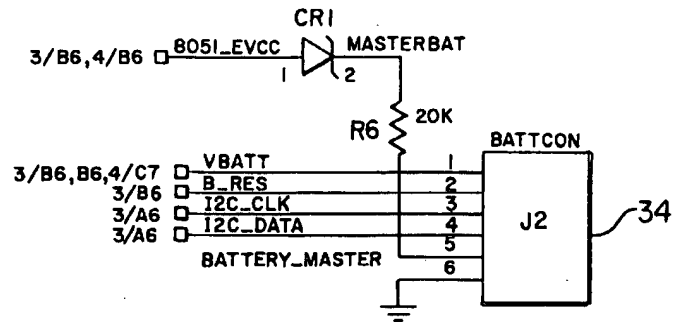 CR1
8051_EVCC
MASTERBAT
3/B6,4/B6
1
2
R6
20K
BATTCON
3/B6,B6,4/C7
VBATT
1
3/B6
B_RES
2
3/A6
I2C_CLK
3
3/A6
I2C_DATA
4
J2
34
5
BATTERY_MASTER
6